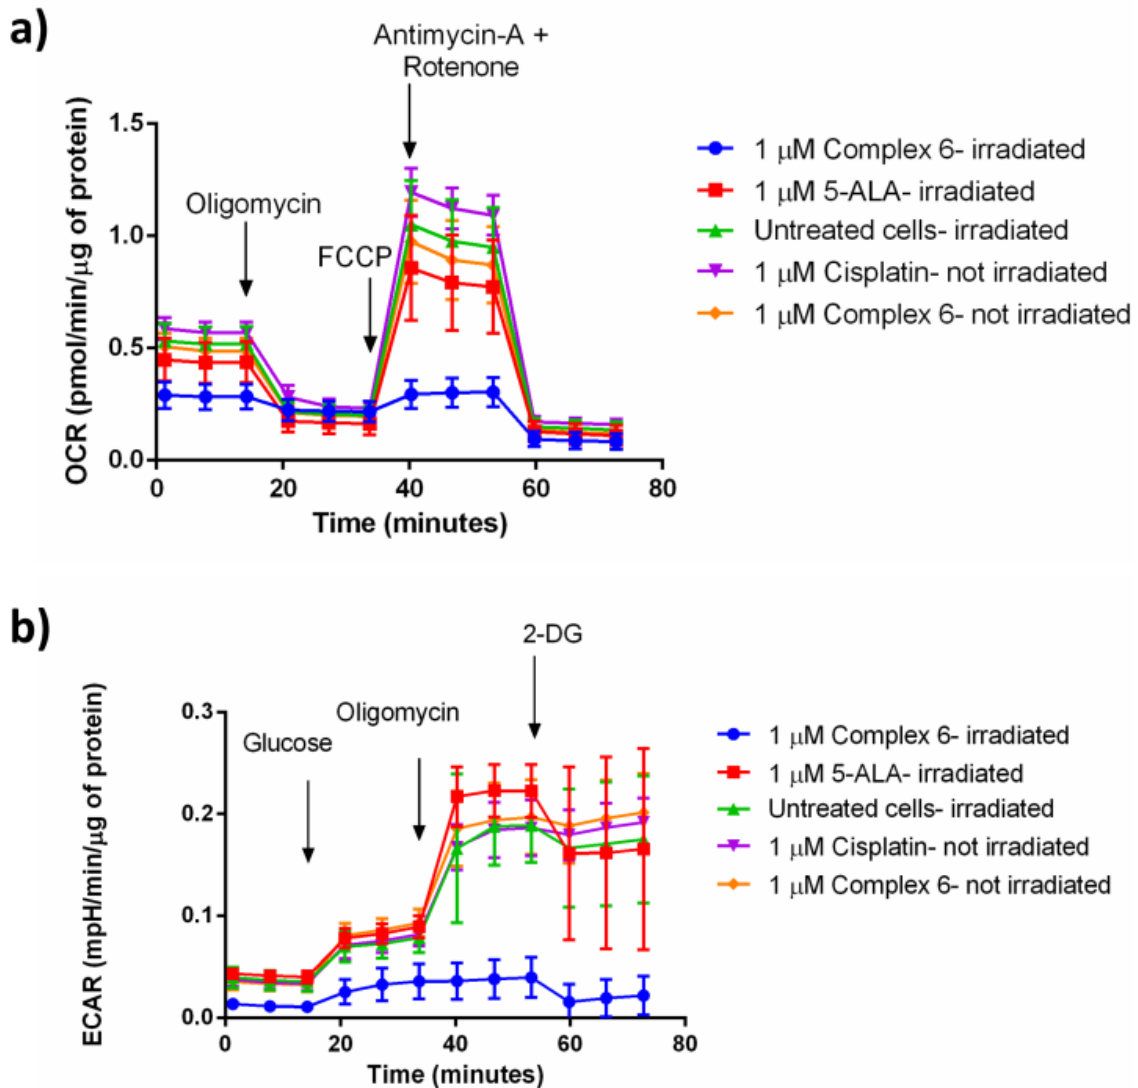 a)
Antimycin-A +
Rotenone
Oligomycin
FCCP
OCR (pmol/min/μg of protein)
1.5
1.0
0.5
0.0
0 20 40 60 80
Time (minutes)
1 μM Complex 6- irradiated
1 μM 5-ALA- irradiated
Untreated cells- irradiated
1 μM Cisplatin- not irradiated
1 μM Complex 6- not irradiated
b)
2-DG
Oligomycin
Glucose
ECAR (mpH/min/μg of protein)
0.3
0.2
0.1
0.0
0 20 40 60 80
Time (minutes)
1 μM Complex 6- irradiated
1 μM 5-ALA- irradiated
Untreated cells- irradiated
1 μM Cisplatin- not irradiated
1 μM Complex 6- not irradiated